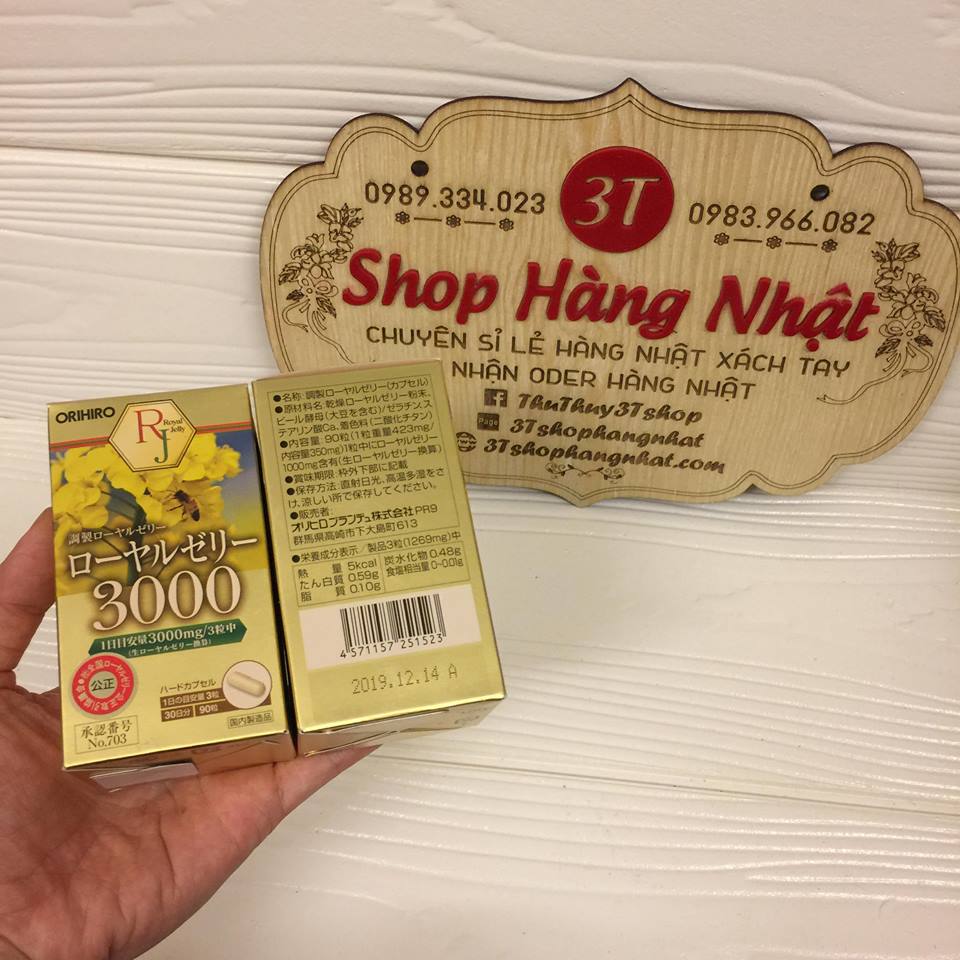 0989.334.023
3T
0983.966.082
Shop Hàng Nhật
CHUYÊN SỈ LẺ HÀNG NHẬT XÁCH TAY
NHẬN ODER HÀNG NHẬT
ThuThuy3Tshop
Page 3Tshophangnhat
3Tshophangnhat.com
ORIHIRO
RJ
Royal
Jelly
調製ローヤルゼリー
ローヤルゼリー
3000
1日目安量3000mg/3粒中
(生ローヤルゼリー換算)
公正
ハードカプセル
1日の目安量 3粒
30日分 90粒
国内製造品
承認番号
No.703
●名称:調製ローヤルゼリー(カプセル)
●原材料名:乾燥ローヤルゼリー粉末、
ビール酵母(大豆を含む)/ゼラチン、ス
テアリン酸Ca、着色料(二酸化チタン)
●内容量:90粒(1粒重量423mg/
内容量350mg)1粒中にローヤルゼリー
1000mg含有(生ローヤルゼリー換算)
●賞味期限:枠外下部に記載
●保存方法:直射日光、高温多湿をさ
け、涼しい所で保存してください。
●販売者:
オリヒロプランデュ株式会社 PR9
群馬県高崎市下大島町613
●栄養成分表示/製品3粒(1269mg)中
熱量 5kcal 炭水化物 0.48g
たん白質 0.59g 食塩相当量 0~0.01g
脂質 0.10g
4571157251523
2019.12.14 A